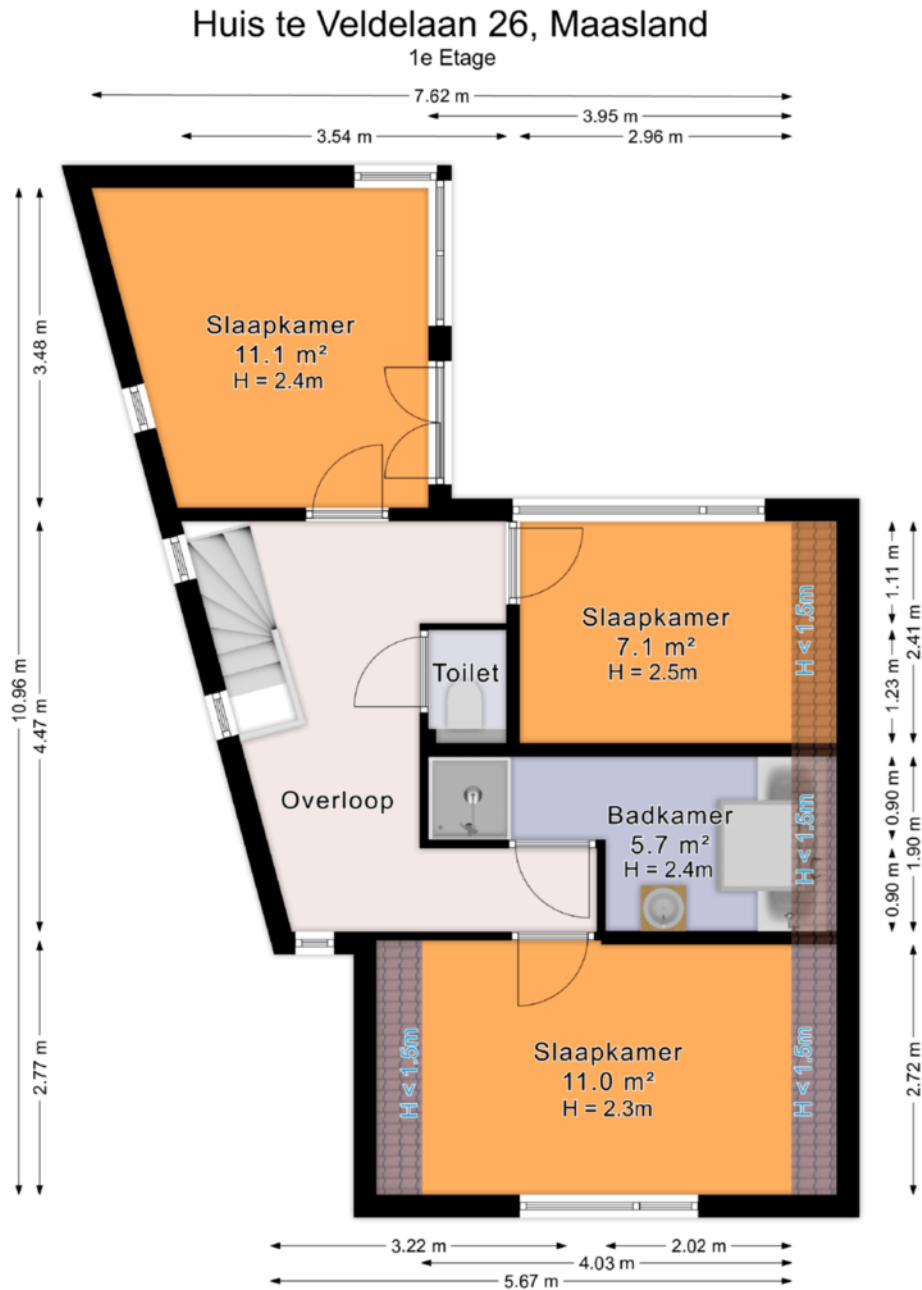 Huis te Veldelaan 26, Maasland
1e Etage
7.62 m
3.95 m
3.54 m
2.96 m
Slaapkamer
11.1 m²
H = 2.4m
3.48 m
10.96 m
4.47 m
2.77 m
Slaapkamer
7.1 m²
H = 2.5m
H < 1.5m
1.11 m
2.41 m
1.23 m
Toilet
Overloop
Badkamer
5.7 m²
H = 2.4m
H < 1.5m
0.90 m
1.90 m
0.90 m
Slaapkamer
11.0 m²
H = 2.3m
H < 1.5m
H < 1.5m
2.72 m
3.22 m
2.02 m
4.03 m
5.67 m